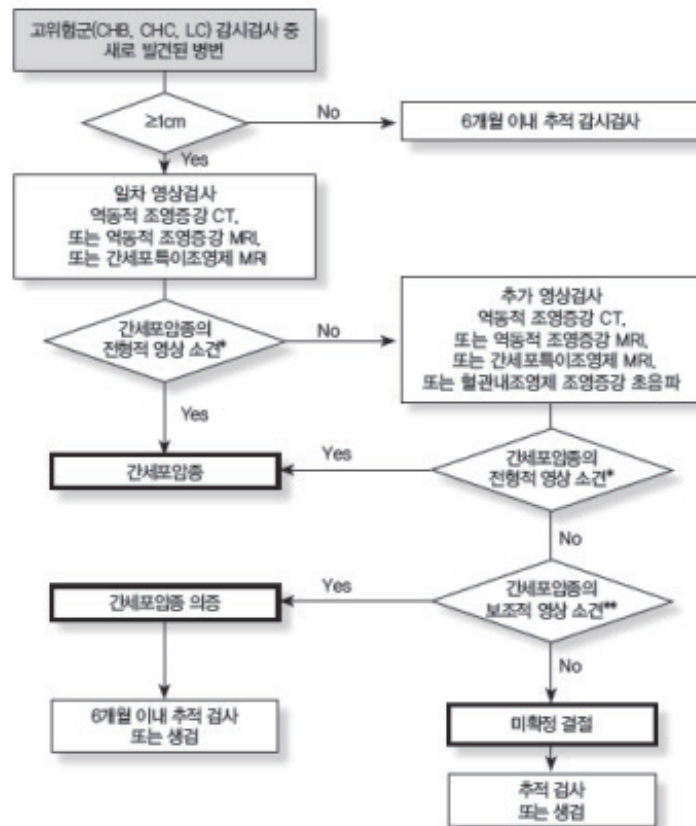 고위험군(CHB, CHC, LC) 감시검사 중
새로 발견된 병변
≥1cm
No
6개월 이내 추적 감시검사
Yes
일차 영상검사
역동적 조영증강 CT,
또는 역동적 조영증강 MRI,
또는 간세포특이조영제 MRI
간세포암종의
전형적 영상 소견*
No
추가 영상검사
역동적 조영증강 CT,
또는 역동적 조영증강 MRI,
또는 간세포특이조영제 MRI,
또는 혈관내조영제 조영증강 초음파
Yes
간세포암종
Yes
간세포암종의
전형적 영상 소견*
No
간세포암종 의증
Yes
간세포암종의
보조적 영상 소견**
No
6개월 이내 추적 검사
또는 생검
미확정 결절
추적 검사
또는 생검